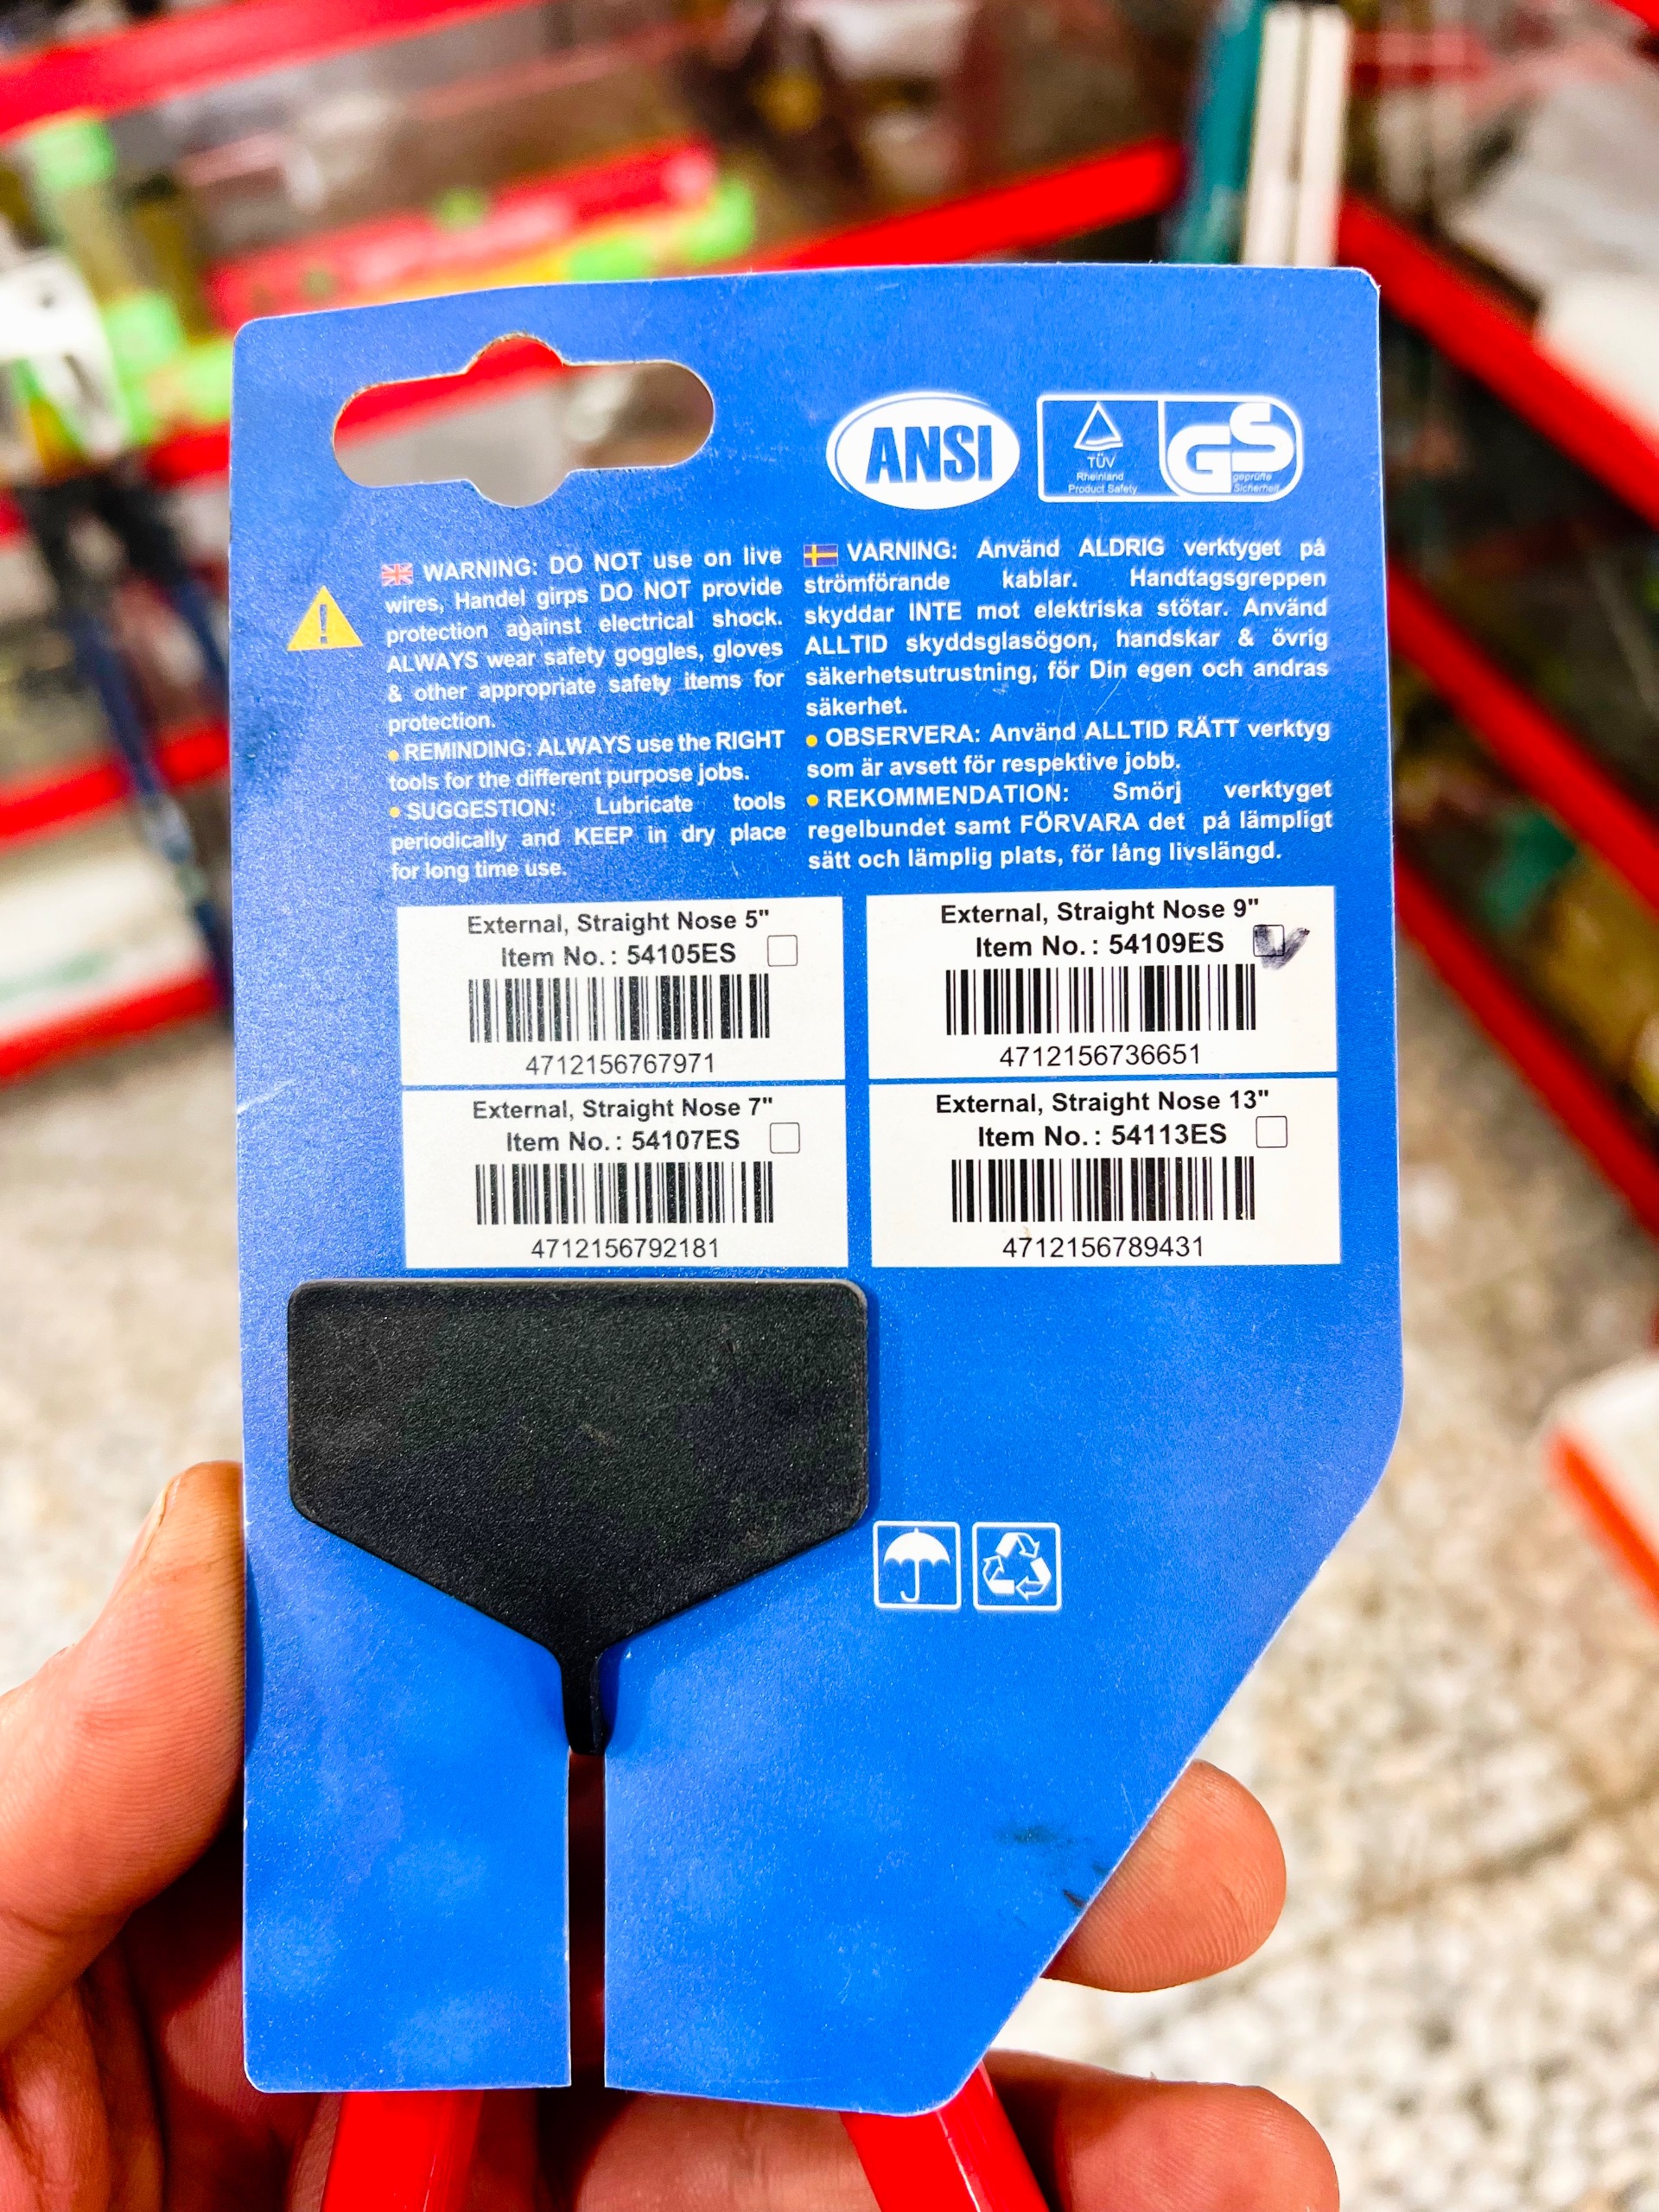 ANSI
TÜV
Rheinland
Product Safety
GS
geprüfte
Sicherheit
WARNING: DO NOT use on live
wires, Handel girps DO NOT provide
protection against electrical shock.
ALWAYS wear safety goggles, gloves
& other appropriate safety items for
protection.
• REMINDING: ALWAYS use the RIGHT
tools for the different purpose jobs.
• SUGGESTION: Lubricate tools
periodically and KEEP in dry place
for long time use.
VARNING: Använd ALDRIG verktyget på
strömförande kablar. Handtagsgreppen
skyddar INTE mot elektriska stötar. Använd
ALLTID skyddsglasögon, handskar & övrig
säkerhetsutrustning, för Din egen och andras
säkerhet.
• OBSERVERA: Använd ALLTID RÄTT verktyg
som är avsett för respektive jobb.
• REKOMMENDATION: Smörj verktyget
regelbundet samt FÖRVARA det på lämpligt
sätt och lämplig plats, för lång livslängd.
External, Straight Nose 5"
Item No.: 54105ES
4712156767971
External, Straight Nose 9"
Item No.: 54109ES
4712156736651
External, Straight Nose 7"
Item No.: 54107ES
4712156792181
External, Straight Nose 13"
Item No.: 54113ES
4712156789431